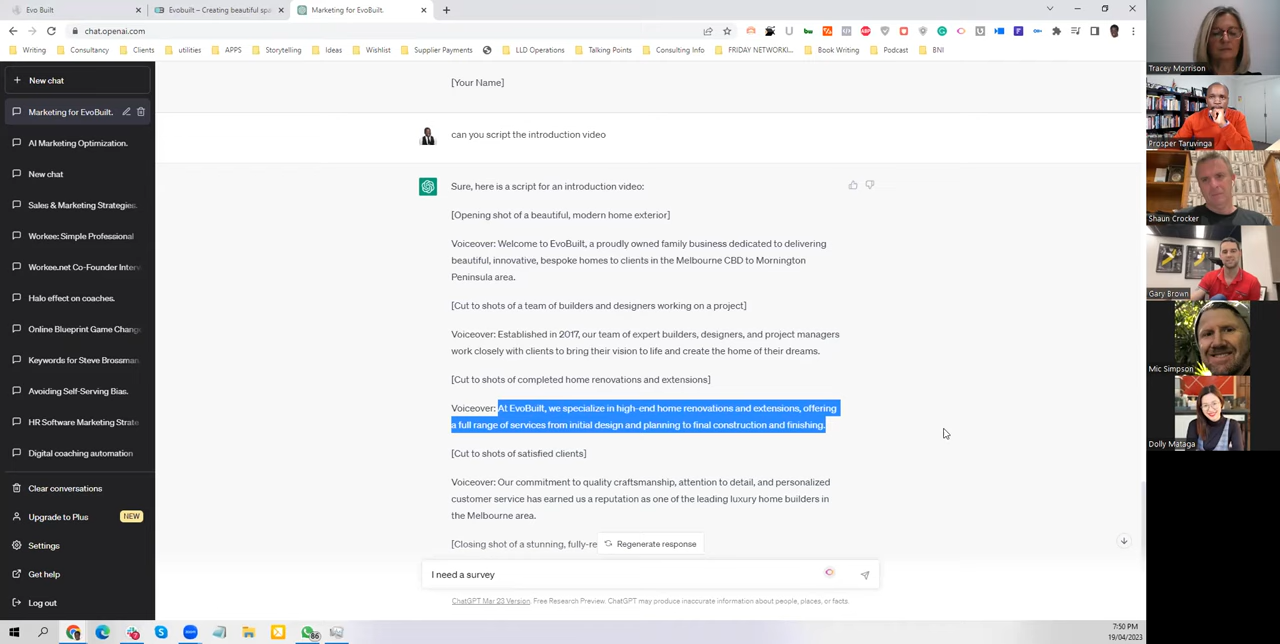 Evo Built
Evobuilt – Creating beautiful spa
Marketing for EvoBuilt.
chat.openai.com
Writing
Consultancy
Clients
utilities
APPS
Storytelling
Ideas
Wishlist
Supplier Payments
LLD Operations
Talking Points
Consulting Info
FRIDAY NETWORKI...
Book Writing
Podcast
BNI
New chat
Marketing for EvoBuilt.
AI Marketing Optimization.
New chat
Sales & Marketing Strategies.
Workee: Simple Professional
Workee.net Co-Founder Inter
Halo effect on coaches.
Online Blueprint Game Change
Keywords for Steve Brossman
Avoiding Self-Serving Bias.
HR Software Marketing Strate
Digital coaching automation
Clear conversations
Upgrade to Plus NEW
Settings
Get help
Log out
[Your Name]
can you script the introduction video
Sure, here is a script for an introduction video:
[Opening shot of a beautiful, modern home exterior]
Voiceover: Welcome to EvoBuilt, a proudly owned family business dedicated to delivering
beautiful, innovative, bespoke homes to clients in the Melbourne CBD to Mornington
Peninsula area.
[Cut to shots of a team of builders and designers working on a project]
Voiceover: Established in 2017, our team of expert builders, designers, and project managers
work closely with clients to bring their vision to life and create the home of their dreams.
[Cut to shots of completed home renovations and extensions]
Voiceover: At EvoBuilt, we specialize in high-end home renovations and extensions, offering
a full range of services from initial design and planning to final construction and finishing.
[Cut to shots of satisfied clients]
Voiceover: Our commitment to quality craftsmanship, attention to detail, and personalized
customer service has earned us a reputation as one of the leading luxury home builders in
the Melbourne area.
[Closing shot of a stunning, fully-re
Regenerate response
I need a survey
ChatGPT Mar 23 Version. Free Research Preview. ChatGPT may produce inaccurate information about people, places, or facts.
Tracey Morrison
Prosper Taruvinga
Shaun Crocker
Gary Brown
Mic Simpson
Dolly Mataga
86
7:50 PM
19/04/2023